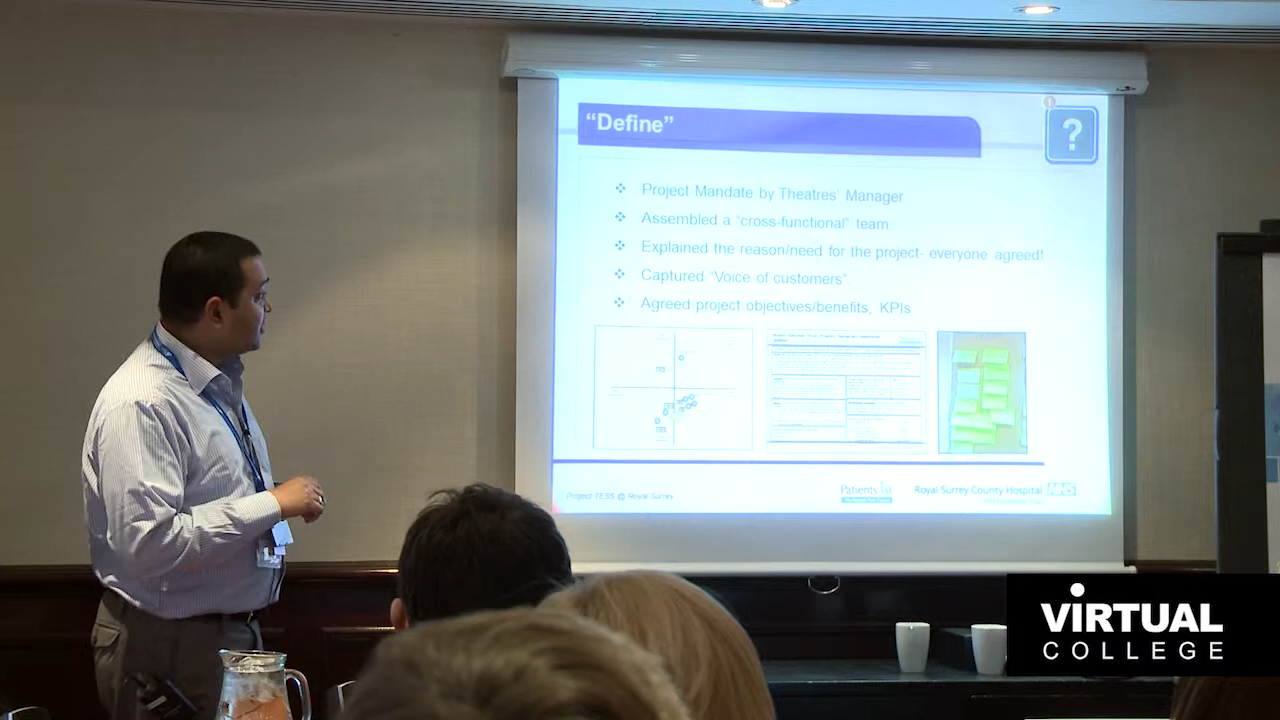 “Define”
?
Project Mandate by Theatres’ Manager
Assembled a “cross-functional” team
Explained the reason/need for the project- everyone agreed!
Captured “Voice of customers”
Agreed project objectives/benefits, KPIs
Project TESS @ Royal Surrey
Patients 1st
Royal Surrey County Hospital NHS
VIRTUAL
COLLEGE